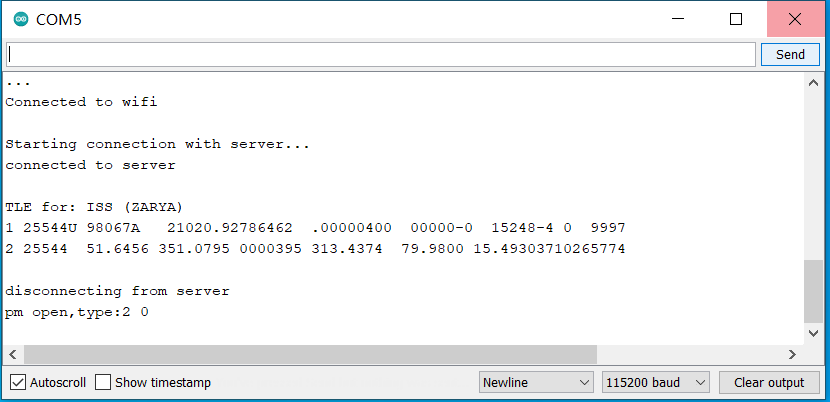 COM5
Send
...
Connected to wifi
Starting connection with server...
connected to server
TLE for: ISS (ZARYA)
1 25544U 98067A   21020.92786462  .00000400  00000-0  15248-4 0  9997
2 25544  51.6456 351.0795 0000395 313.4374  79.9800 15.49303710265774
disconnecting from server
pm open,type:2 0
Autoscroll Show timestamp Newline 115200 baud Clear output